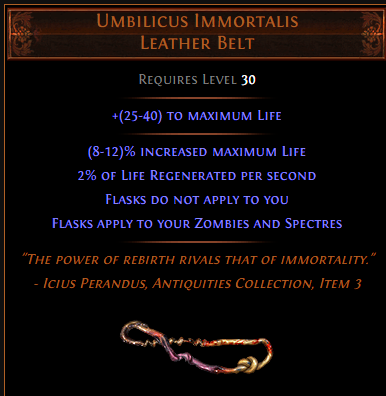 Umbilicus Immortalis
Leather Belt
Requires Level 30
+(25-40) to maximum Life
(8-12)% increased maximum Life
2% of Life Regenerated per second
Flasks do not apply to you
Flasks apply to your Zombies and Spectres
"The power of rebirth rivals that of immortality."
- Icius Perandus, Antiquities Collection, Item 3